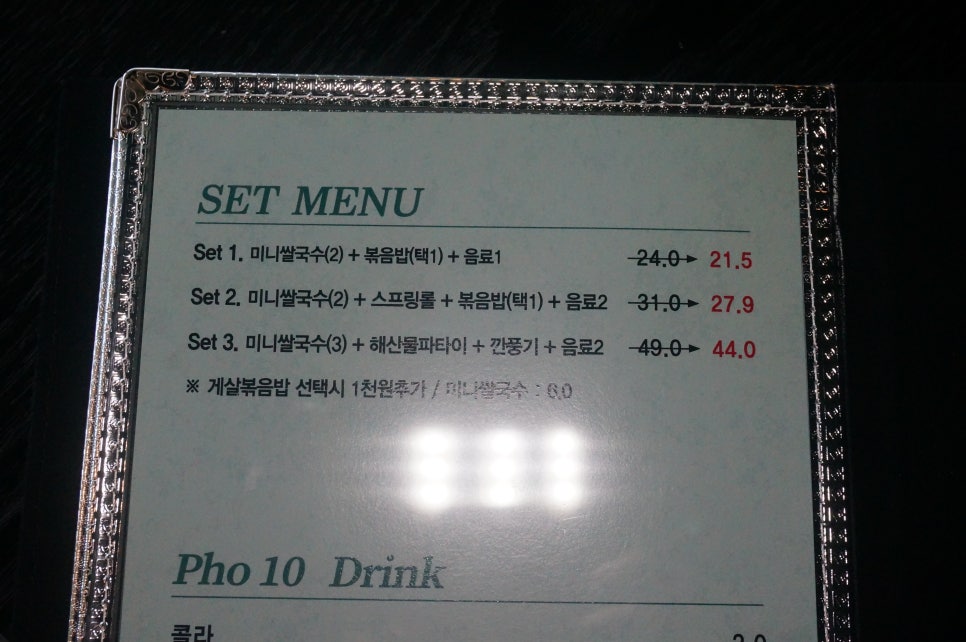 SET MENU
Set 1. 미니쌀국수(2) + 볶음밥(택1) + 음료1 24.0 → 21.5
Set 2. 미니쌀국수(2) + 스프링롤 + 볶음밥(택1) + 음료2 31.0 → 27.9
Set 3. 미니쌀국수(3) + 해산물파타이 + 깐풍기 + 음료2 49.0 → 44.0
※ 게살볶음밥 선택시 1천원추가 / 미니쌀국수 : 6.0
Pho 10 Drink
콜라